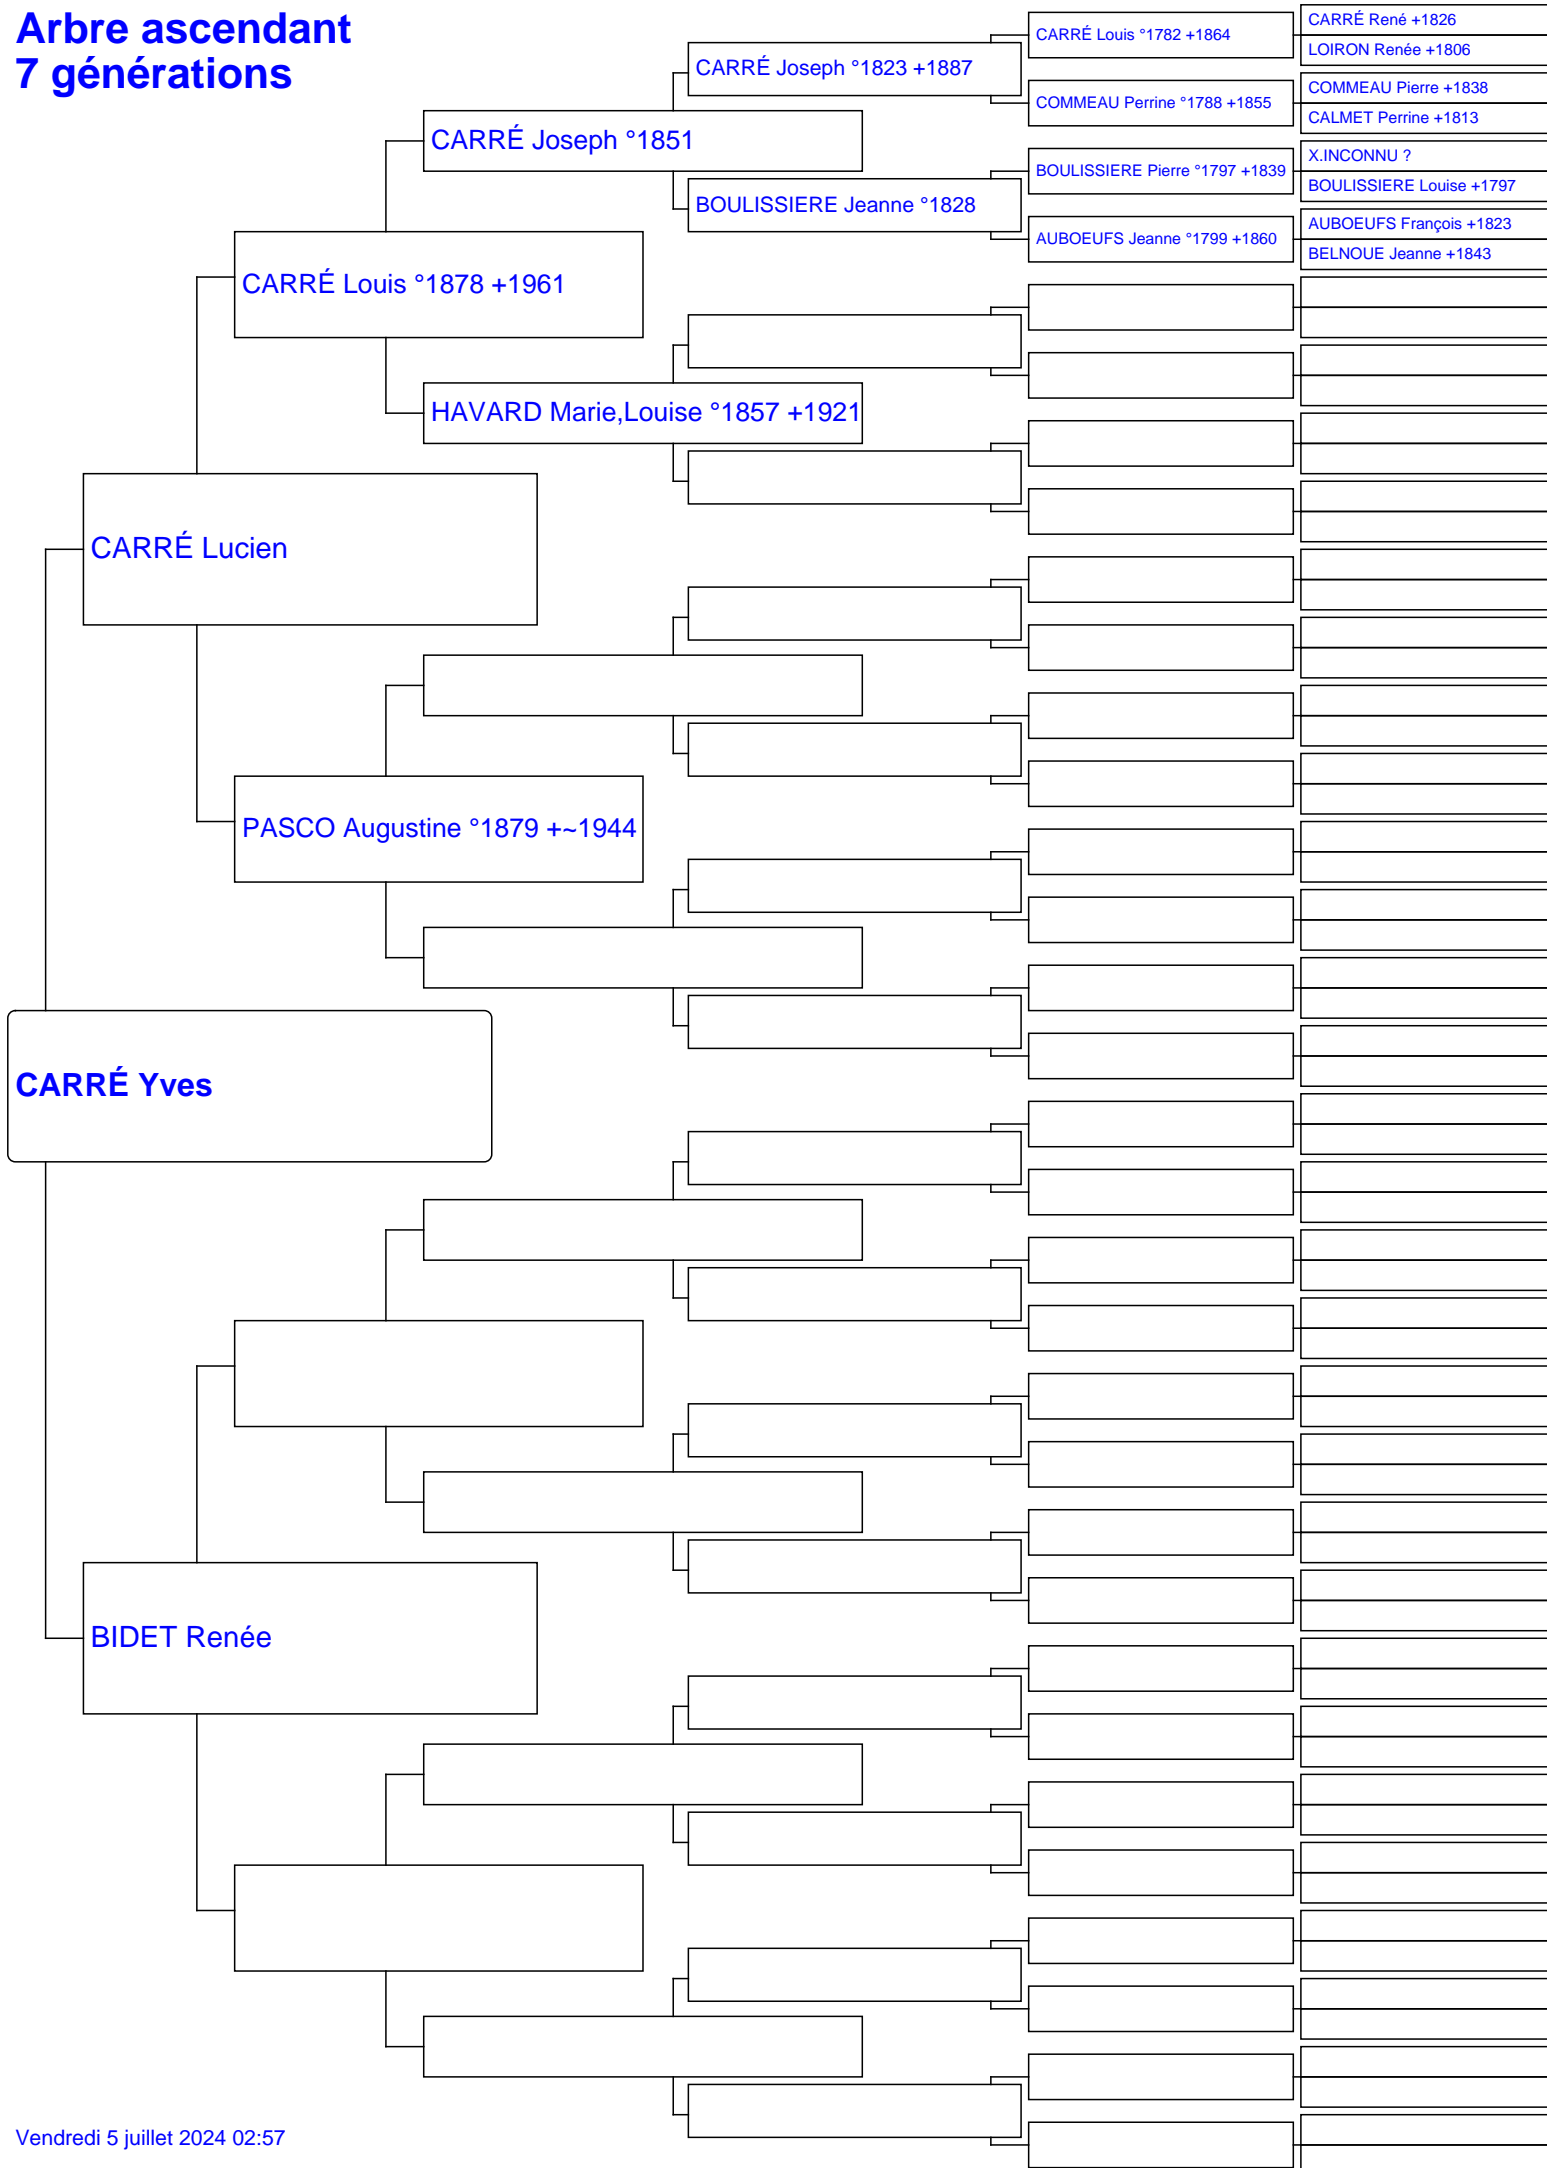 Arbre ascendant
7 générations
CARRÉ Yves
CARRÉ Lucien
BIDET Renée
CARRÉ Louis °1878 +1961
PASCO Augustine °1879 +~1944
CARRÉ Joseph °1851
HAVARD Marie,Louise °1857 +1921
CARRÉ Joseph °1823 +1887
BOULISSIERE Jeanne °1828
CARRÉ Louis °1782 +1864
COMMEAU Perrine °1788 +1855
BOULISSIERE Pierre °1797 +1839
AUBOEUFS Jeanne °1799 +1860
CARRÉ René +1826
LOIRON Renée +1806
COMMEAU Pierre +1838
CALMET Perrine +1813
X.INCONNU ?
BOULISSIERE Louise +1797
AUBOEUFS François +1823
BELNOUE Jeanne +1843
Vendredi 5 juillet 2024 02:57